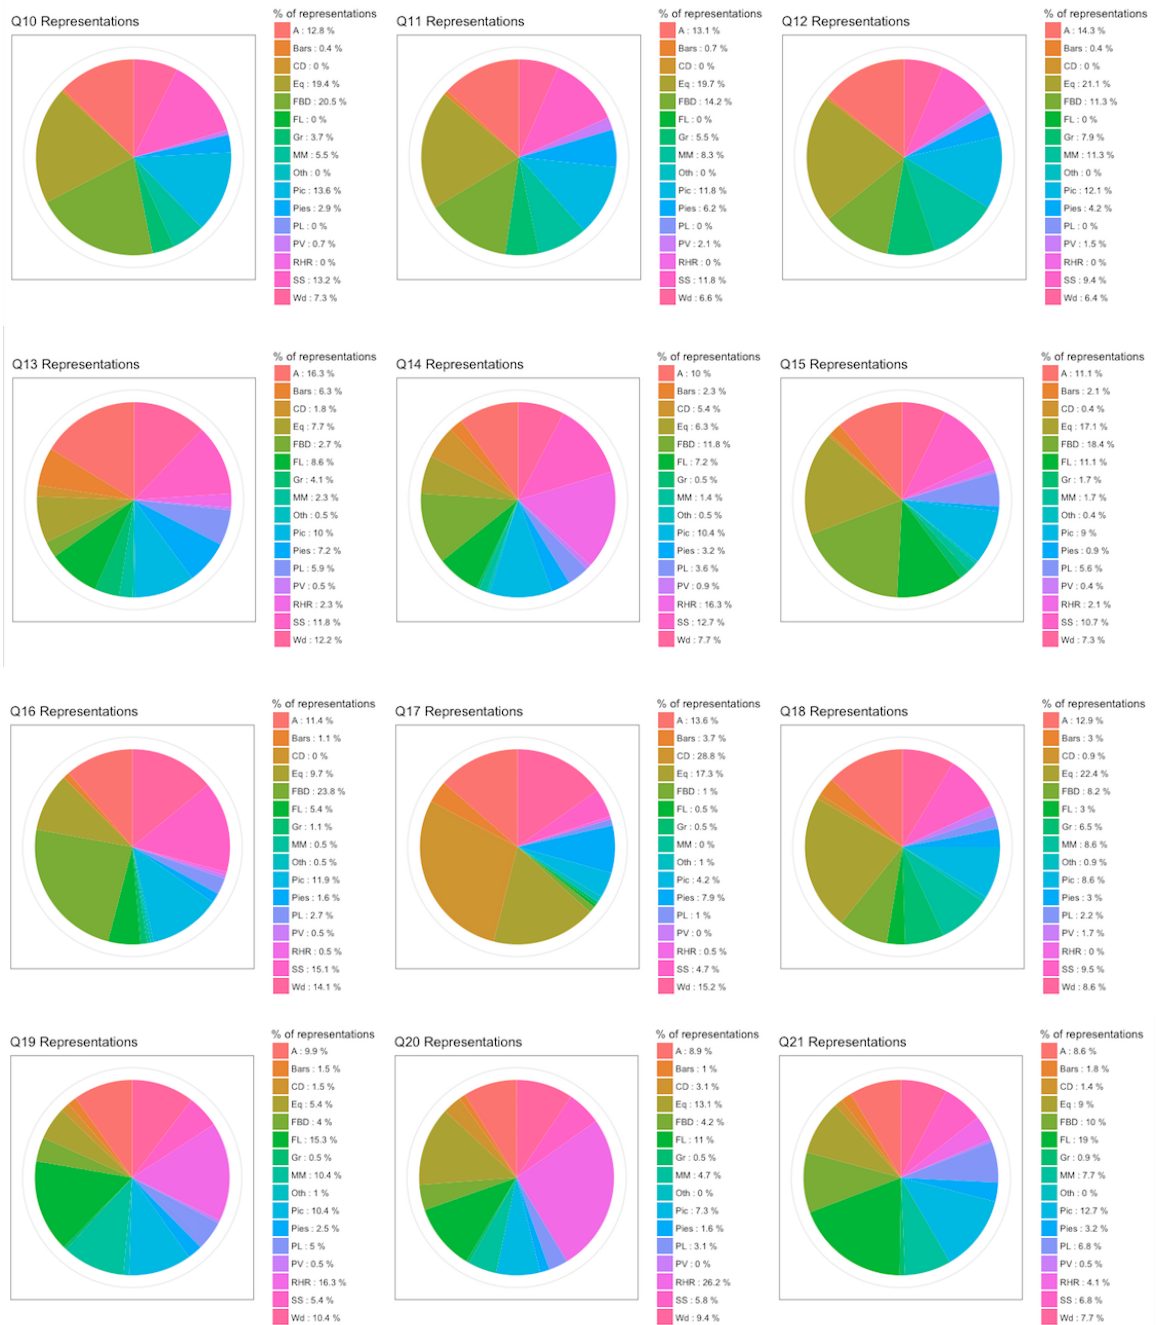 Q10 Representations
% of representations
A : 12.8 %
Bars : 0.4 %
CD : 0 %
Eq : 19.4 %
FBD : 20.5 %
FL : 0 %
Gr : 3.7 %
MM : 5.5 %
Oth : 0 %
Pic : 13.6 %
Pies : 2.9 %
PL : 0 %
PV : 0.7 %
RHR : 0 %
SS : 13.2 %
Wd : 7.3 %
Q11 Representations
% of representations
A : 13.1 %
Bars : 0.7 %
CD : 0 %
Eq : 19.7 %
FBD : 14.2 %
FL : 0 %
Gr : 5.5 %
MM : 8.3 %
Oth : 0 %
Pic : 11.8 %
Pies : 6.2 %
PL : 0 %
PV : 2.1 %
RHR : 0 %
SS : 11.8 %
Wd : 6.6 %
Q12 Representations
% of representations
A : 14.3 %
Bars : 0.4 %
CD : 0 %
Eq : 21.1 %
FBD : 11.3 %
FL : 0 %
Gr : 7.9 %
MM : 11.3 %
Oth : 0 %
Pic : 12.1 %
Pies : 4.2 %
PL : 0 %
PV : 1.5 %
RHR : 0 %
SS : 9.4 %
Wd : 6.4 %
Q13 Representations
% of representations
A : 16.3 %
Bars : 6.3 %
CD : 1.8 %
Eq : 7.7 %
FBD : 2.7 %
FL : 8.6 %
Gr : 4.1 %
MM : 2.3 %
Oth : 0.5 %
Pic : 10 %
Pies : 7.2 %
PL : 5.9 %
PV : 0.5 %
RHR : 2.3 %
SS : 11.8 %
Wd : 12.2 %
Q14 Representations
% of representations
A : 10 %
Bars : 2.3 %
CD : 5.4 %
Eq : 6.3 %
FBD : 11.8 %
FL : 7.2 %
Gr : 0.5 %
MM : 1.4 %
Oth : 0.5 %
Pic : 10.4 %
Pies : 3.2 %
PL : 3.6 %
PV : 0.9 %
RHR : 16.3 %
SS : 12.7 %
Wd : 7.7 %
Q15 Representations
% of representations
A : 11.1 %
Bars : 2.1 %
CD : 0.4 %
Eq : 17.1 %
FBD : 18.4 %
FL : 11.1 %
Gr : 1.7 %
MM : 1.7 %
Oth : 0.4 %
Pic : 9 %
Pies : 0.9 %
PL : 5.6 %
PV : 0.4 %
RHR : 2.1 %
SS : 10.7 %
Wd : 7.3 %
Q16 Representations
% of representations
A : 11.4 %
Bars : 1.1 %
CD : 0 %
Eq : 9.7 %
FBD : 23.8 %
FL : 5.4 %
Gr : 1.1 %
MM : 0.5 %
Oth : 0.5 %
Pic : 11.9 %
Pies : 1.6 %
PL : 2.7 %
PV : 0.5 %
RHR : 0.5 %
SS : 15.1 %
Wd : 14.1 %
Q17 Representations
% of representations
A : 13.6 %
Bars : 3.7 %
CD : 28.8 %
Eq : 17.3 %
FBD : 1 %
FL : 0.5 %
Gr : 0.5 %
MM : 0 %
Oth : 1 %
Pic : 4.2 %
Pies : 7.9 %
PL : 1 %
PV : 0 %
RHR : 0.5 %
SS : 4.7 %
Wd : 15.2 %
Q18 Representations
% of representations
A : 12.9 %
Bars : 3 %
CD : 0.9 %
Eq : 22.4 %
FBD : 8.2 %
FL : 3 %
Gr : 6.5 %
MM : 8.6 %
Oth : 0.9 %
Pic : 8.6 %
Pies : 3 %
PL : 2.2 %
PV : 1.7 %
RHR : 0 %
SS : 9.5 %
Wd : 8.6 %
Q19 Representations
% of representations
A : 9.9 %
Bars : 1.5 %
CD : 1.5 %
Eq : 5.4 %
FBD : 4 %
FL : 15.3 %
Gr : 0.5 %
MM : 10.4 %
Oth : 1 %
Pic : 10.4 %
Pies : 2.5 %
PL : 5 %
PV : 0.5 %
RHR : 16.3 %
SS : 5.4 %
Wd : 10.4 %
Q20 Representations
% of representations
A : 8.9 %
Bars : 1 %
CD : 3.1 %
Eq : 13.1 %
FBD : 4.2 %
FL : 11 %
Gr : 0.5 %
MM : 4.7 %
Oth : 0 %
Pic : 7.3 %
Pies : 1.6 %
PL : 3.1 %
PV : 0 %
RHR : 26.2 %
SS : 5.8 %
Wd : 9.4 %
Q21 Representations
% of representations
A : 8.6 %
Bars : 1.8 %
CD : 1.4 %
Eq : 9 %
FBD : 10 %
FL : 19 %
Gr : 0.9 %
MM : 7.7 %
Oth : 0 %
Pic : 12.7 %
Pies : 3.2 %
PL : 6.8 %
PV : 0.5 %
RHR : 4.1 %
SS : 6.8 %
Wd : 7.7 %